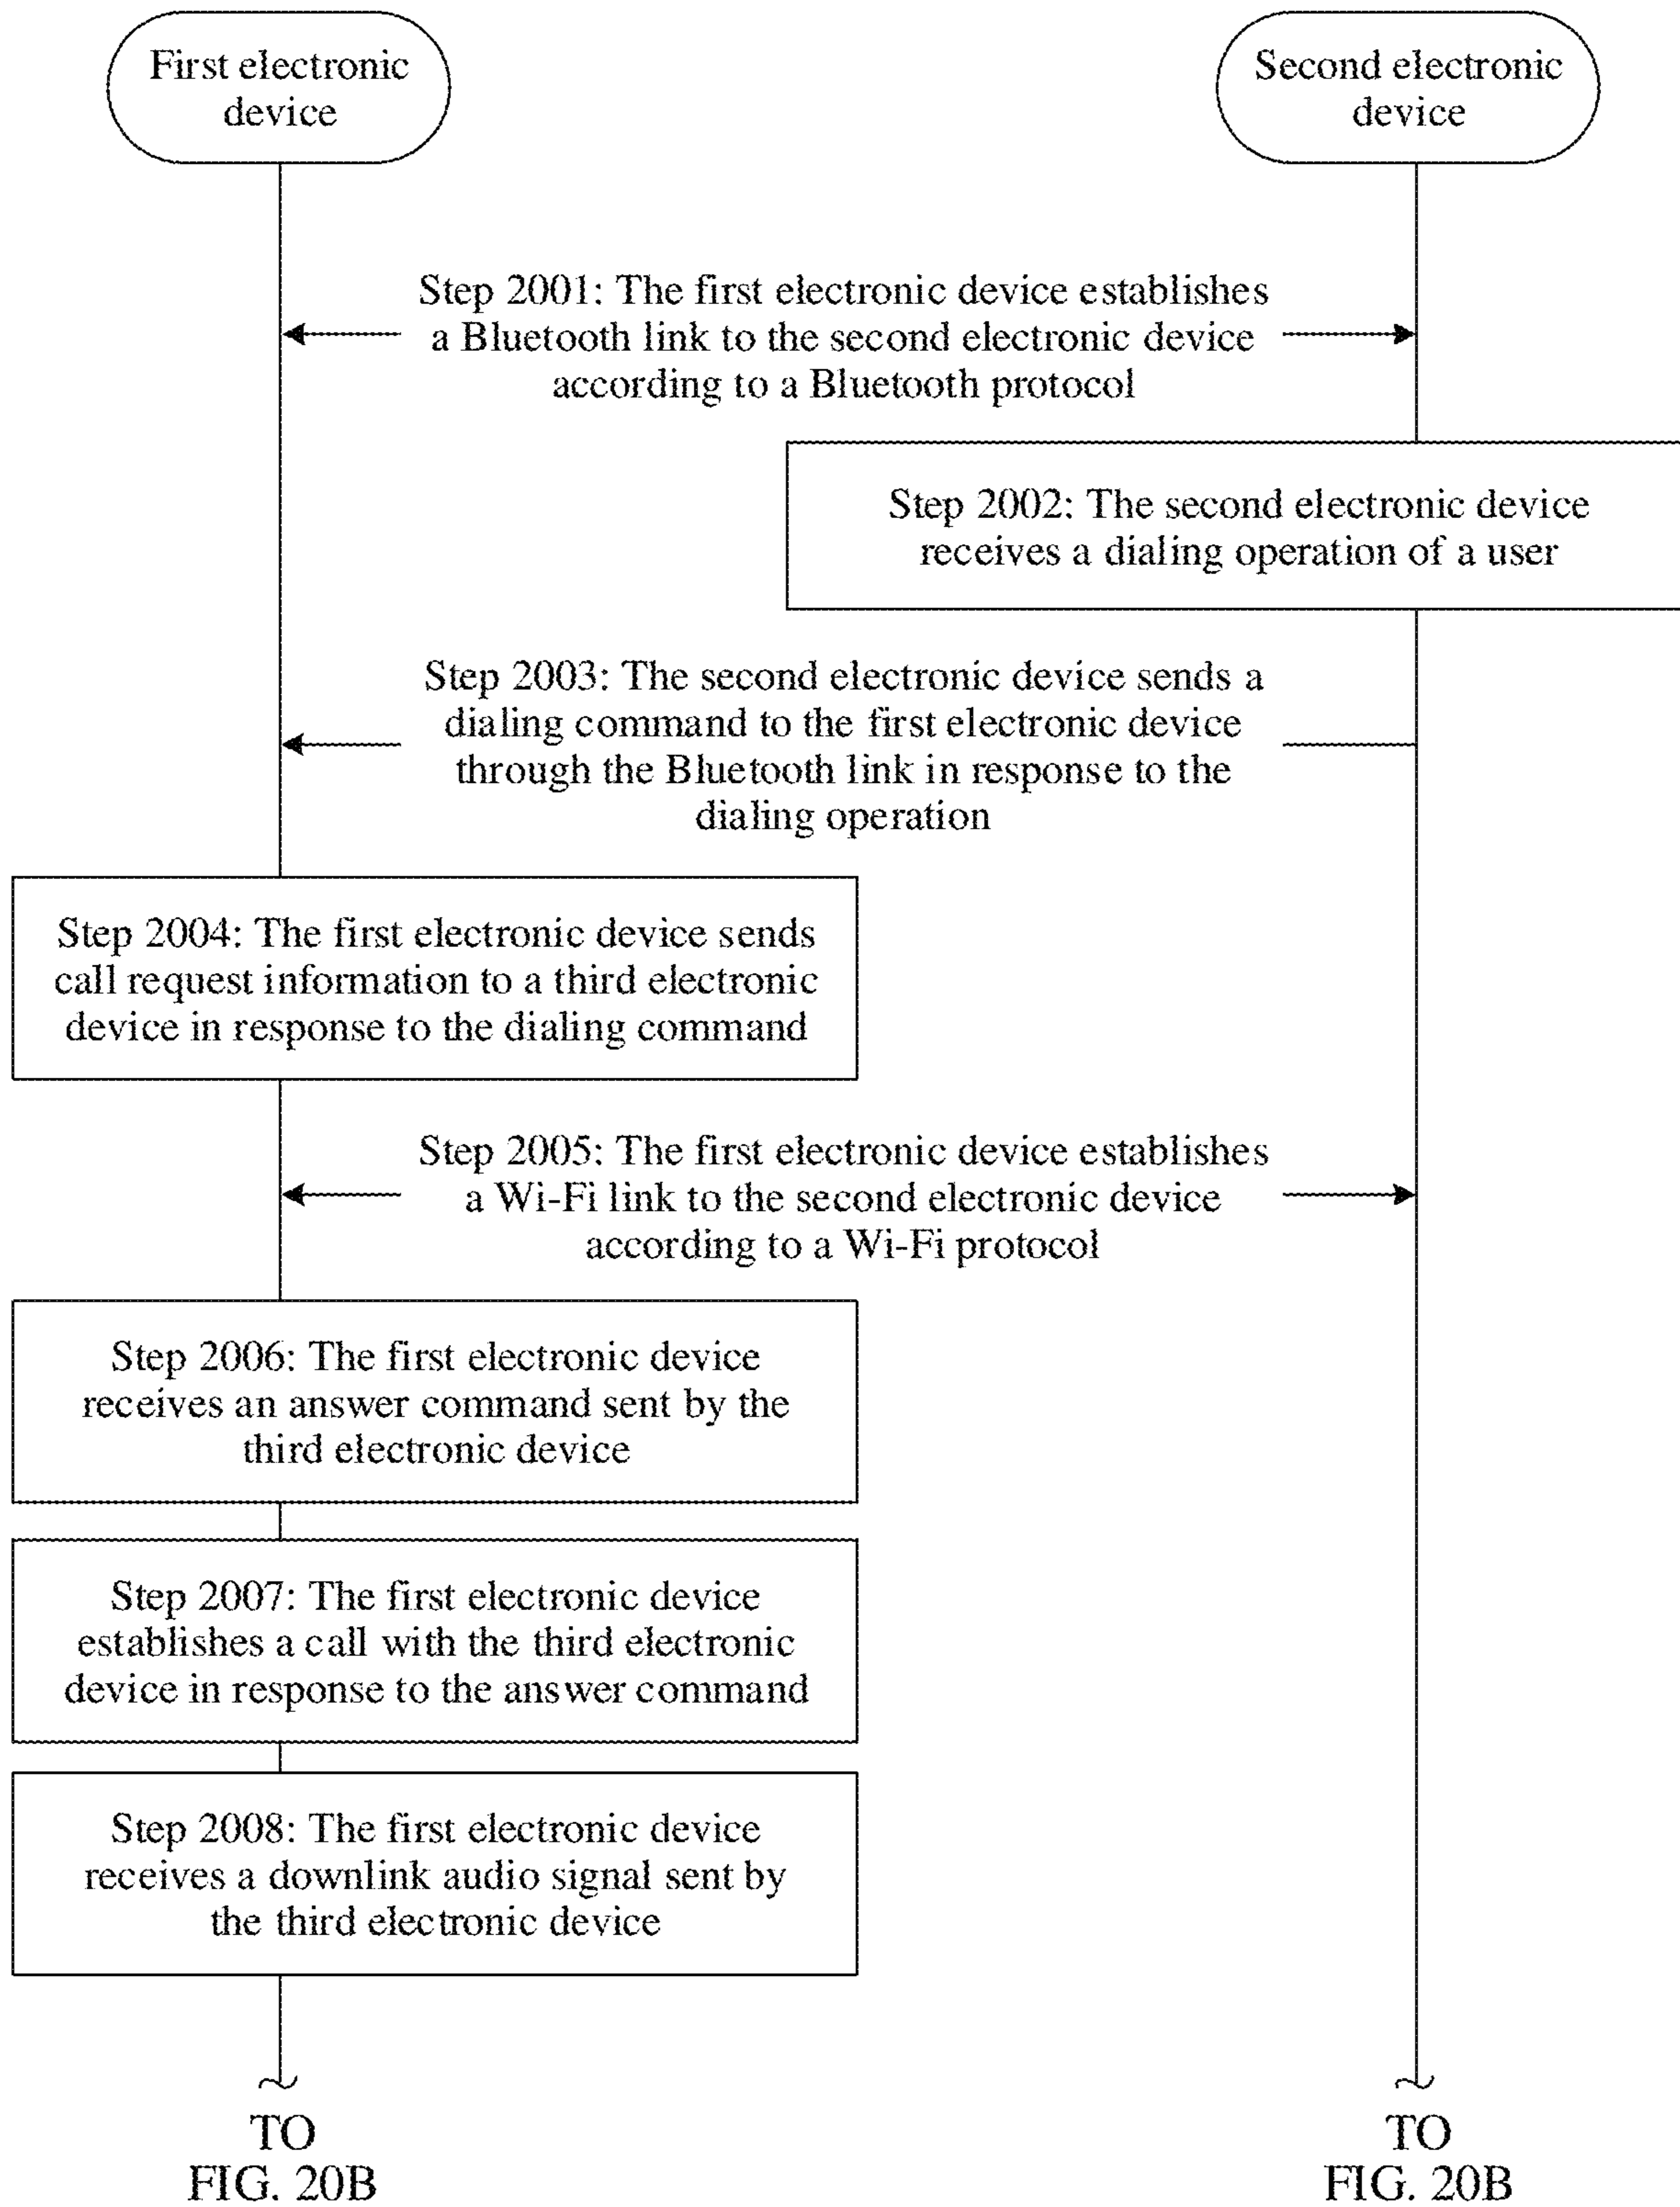 First electronic
device
Second electronic
device
Step 2001: The first electronic device establishes
a Bluetooth link to the second electronic device
according to a Bluetooth protocol
Step 2002: The second electronic device
receives a dialing operation of a user
Step 2003: The second electronic device sends a
dialing command to the first electronic device
through the Bluetooth link in response to the
dialing operation
Step 2004: The first electronic device sends
call request information to a third electronic
device in response to the dialing command
Step 2005: The first electronic device establishes
a Wi-Fi link to the second electronic device
according to a Wi-Fi protocol
Step 2006: The first electronic device
receives an answer command sent by the
third electronic device
Step 2007: The first electronic device
establishes a call with the third electronic
device in response to the answer command
Step 2008: The first electronic device
receives a downlink audio signal sent by
the third electronic device
TO
FIG. 20B
TO
FIG. 20B